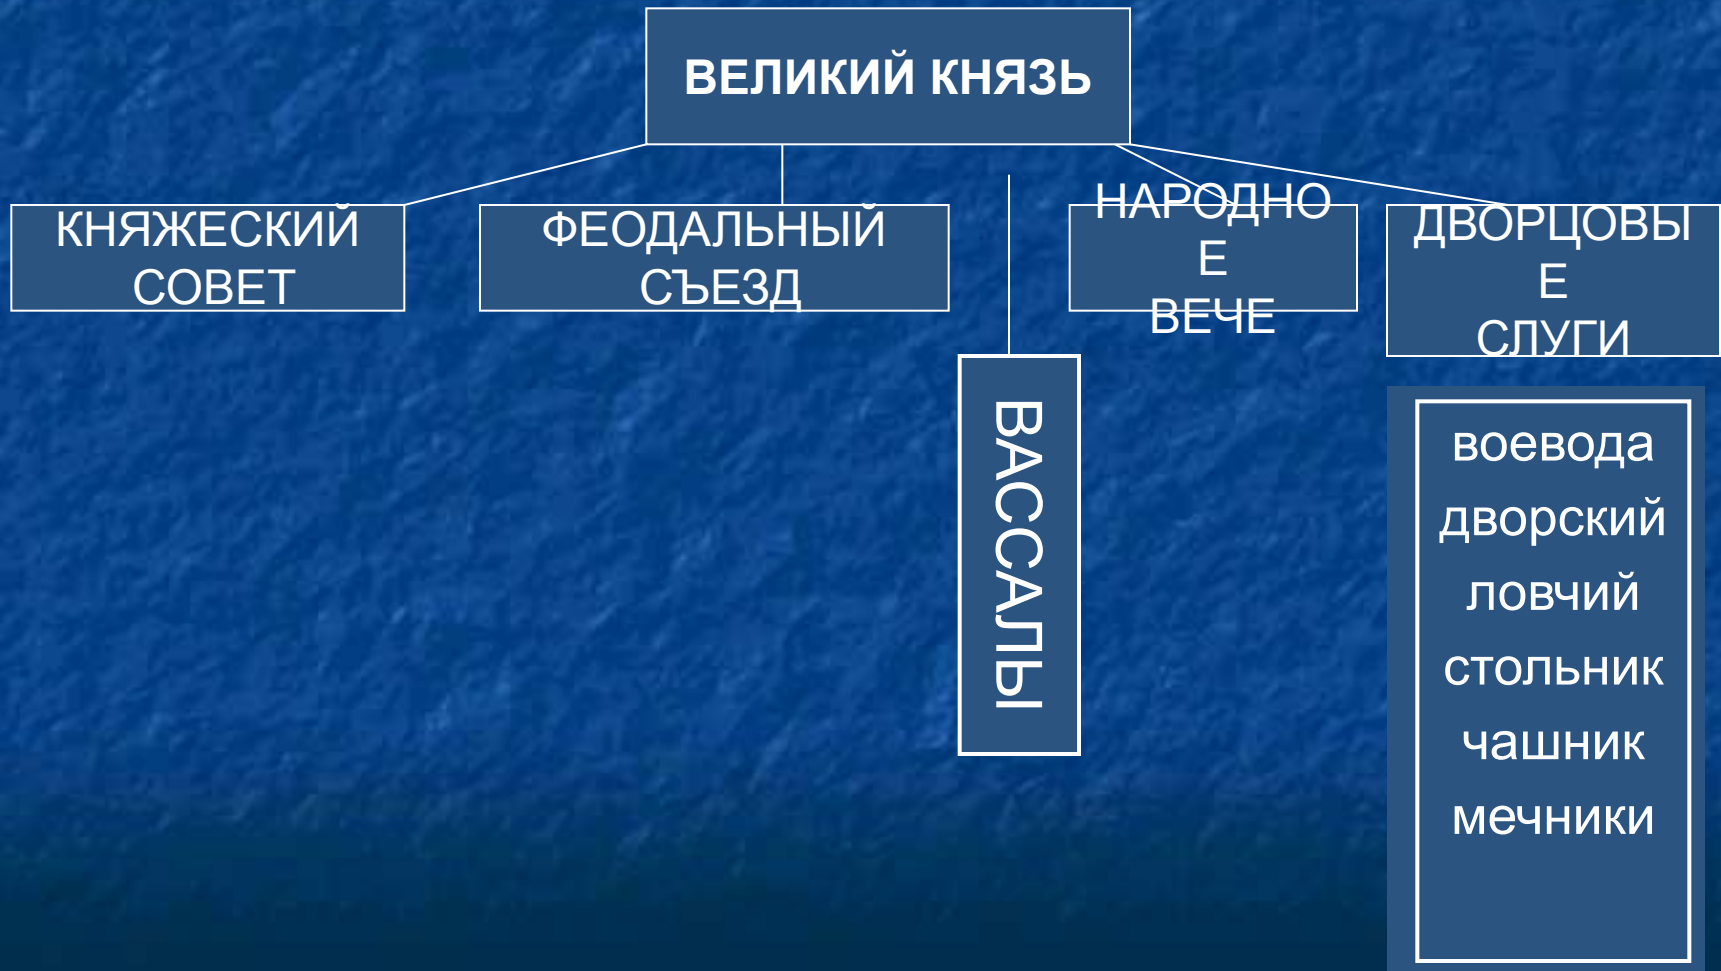 ВЕЛИКИЙ КНЯЗЬ
КНЯЖЕСКИЙ
СОВЕТ
ФЕОДАЛЬНЫЙ
СЪЕЗД
НАРОДНО
Е
ВЕЧЕ
ДВОРЦОВЫ
Е
СЛУГИ
ВАССАЛЫ
воевода
дворский
ловчий
стольник
чашник
мечники